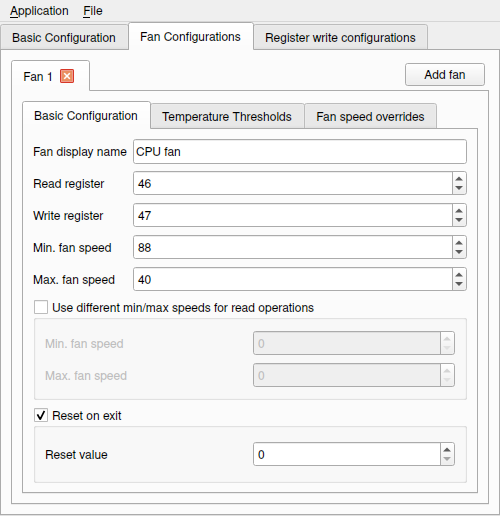 Application File
Basic Configuration Fan Configurations Register write configurations
Fan 1 Add fan
Basic Configuration Temperature Thresholds Fan speed overrides
Fan display name CPU fan
Read register 46
Write register 47
Min. fan speed 88
Max. fan speed 40
Use different min/max speeds for read operations
Min. fan speed 0
Max. fan speed 0
Reset on exit
Reset value 0